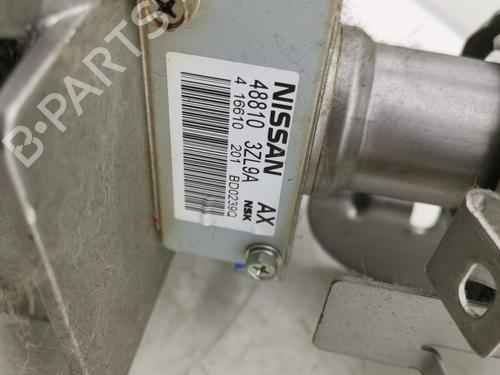 NISSAN
48810 3ZL9A AX
4 16610 201 BD0239Q NSK
B-PARTS